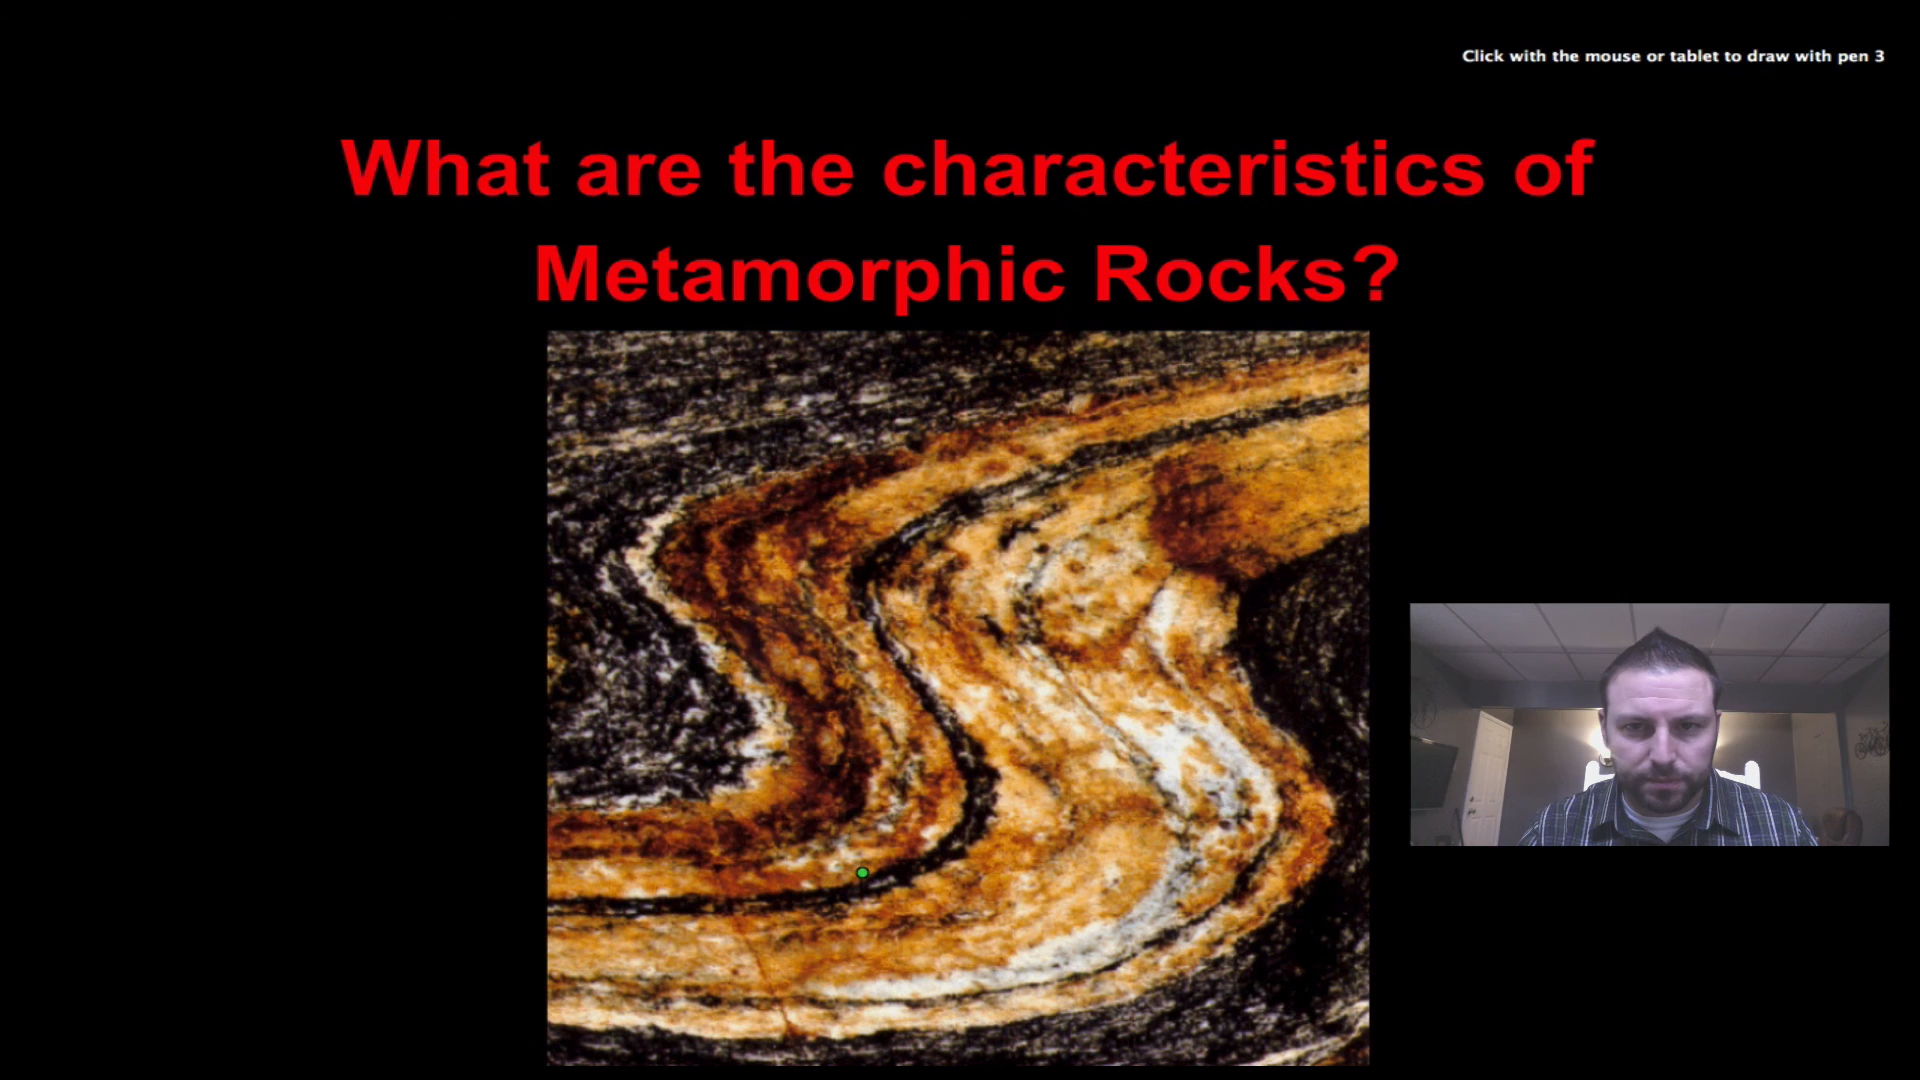 Click with the mouse or tablet to draw with pen 3
What are the characteristics of
Metamorphic Rocks?